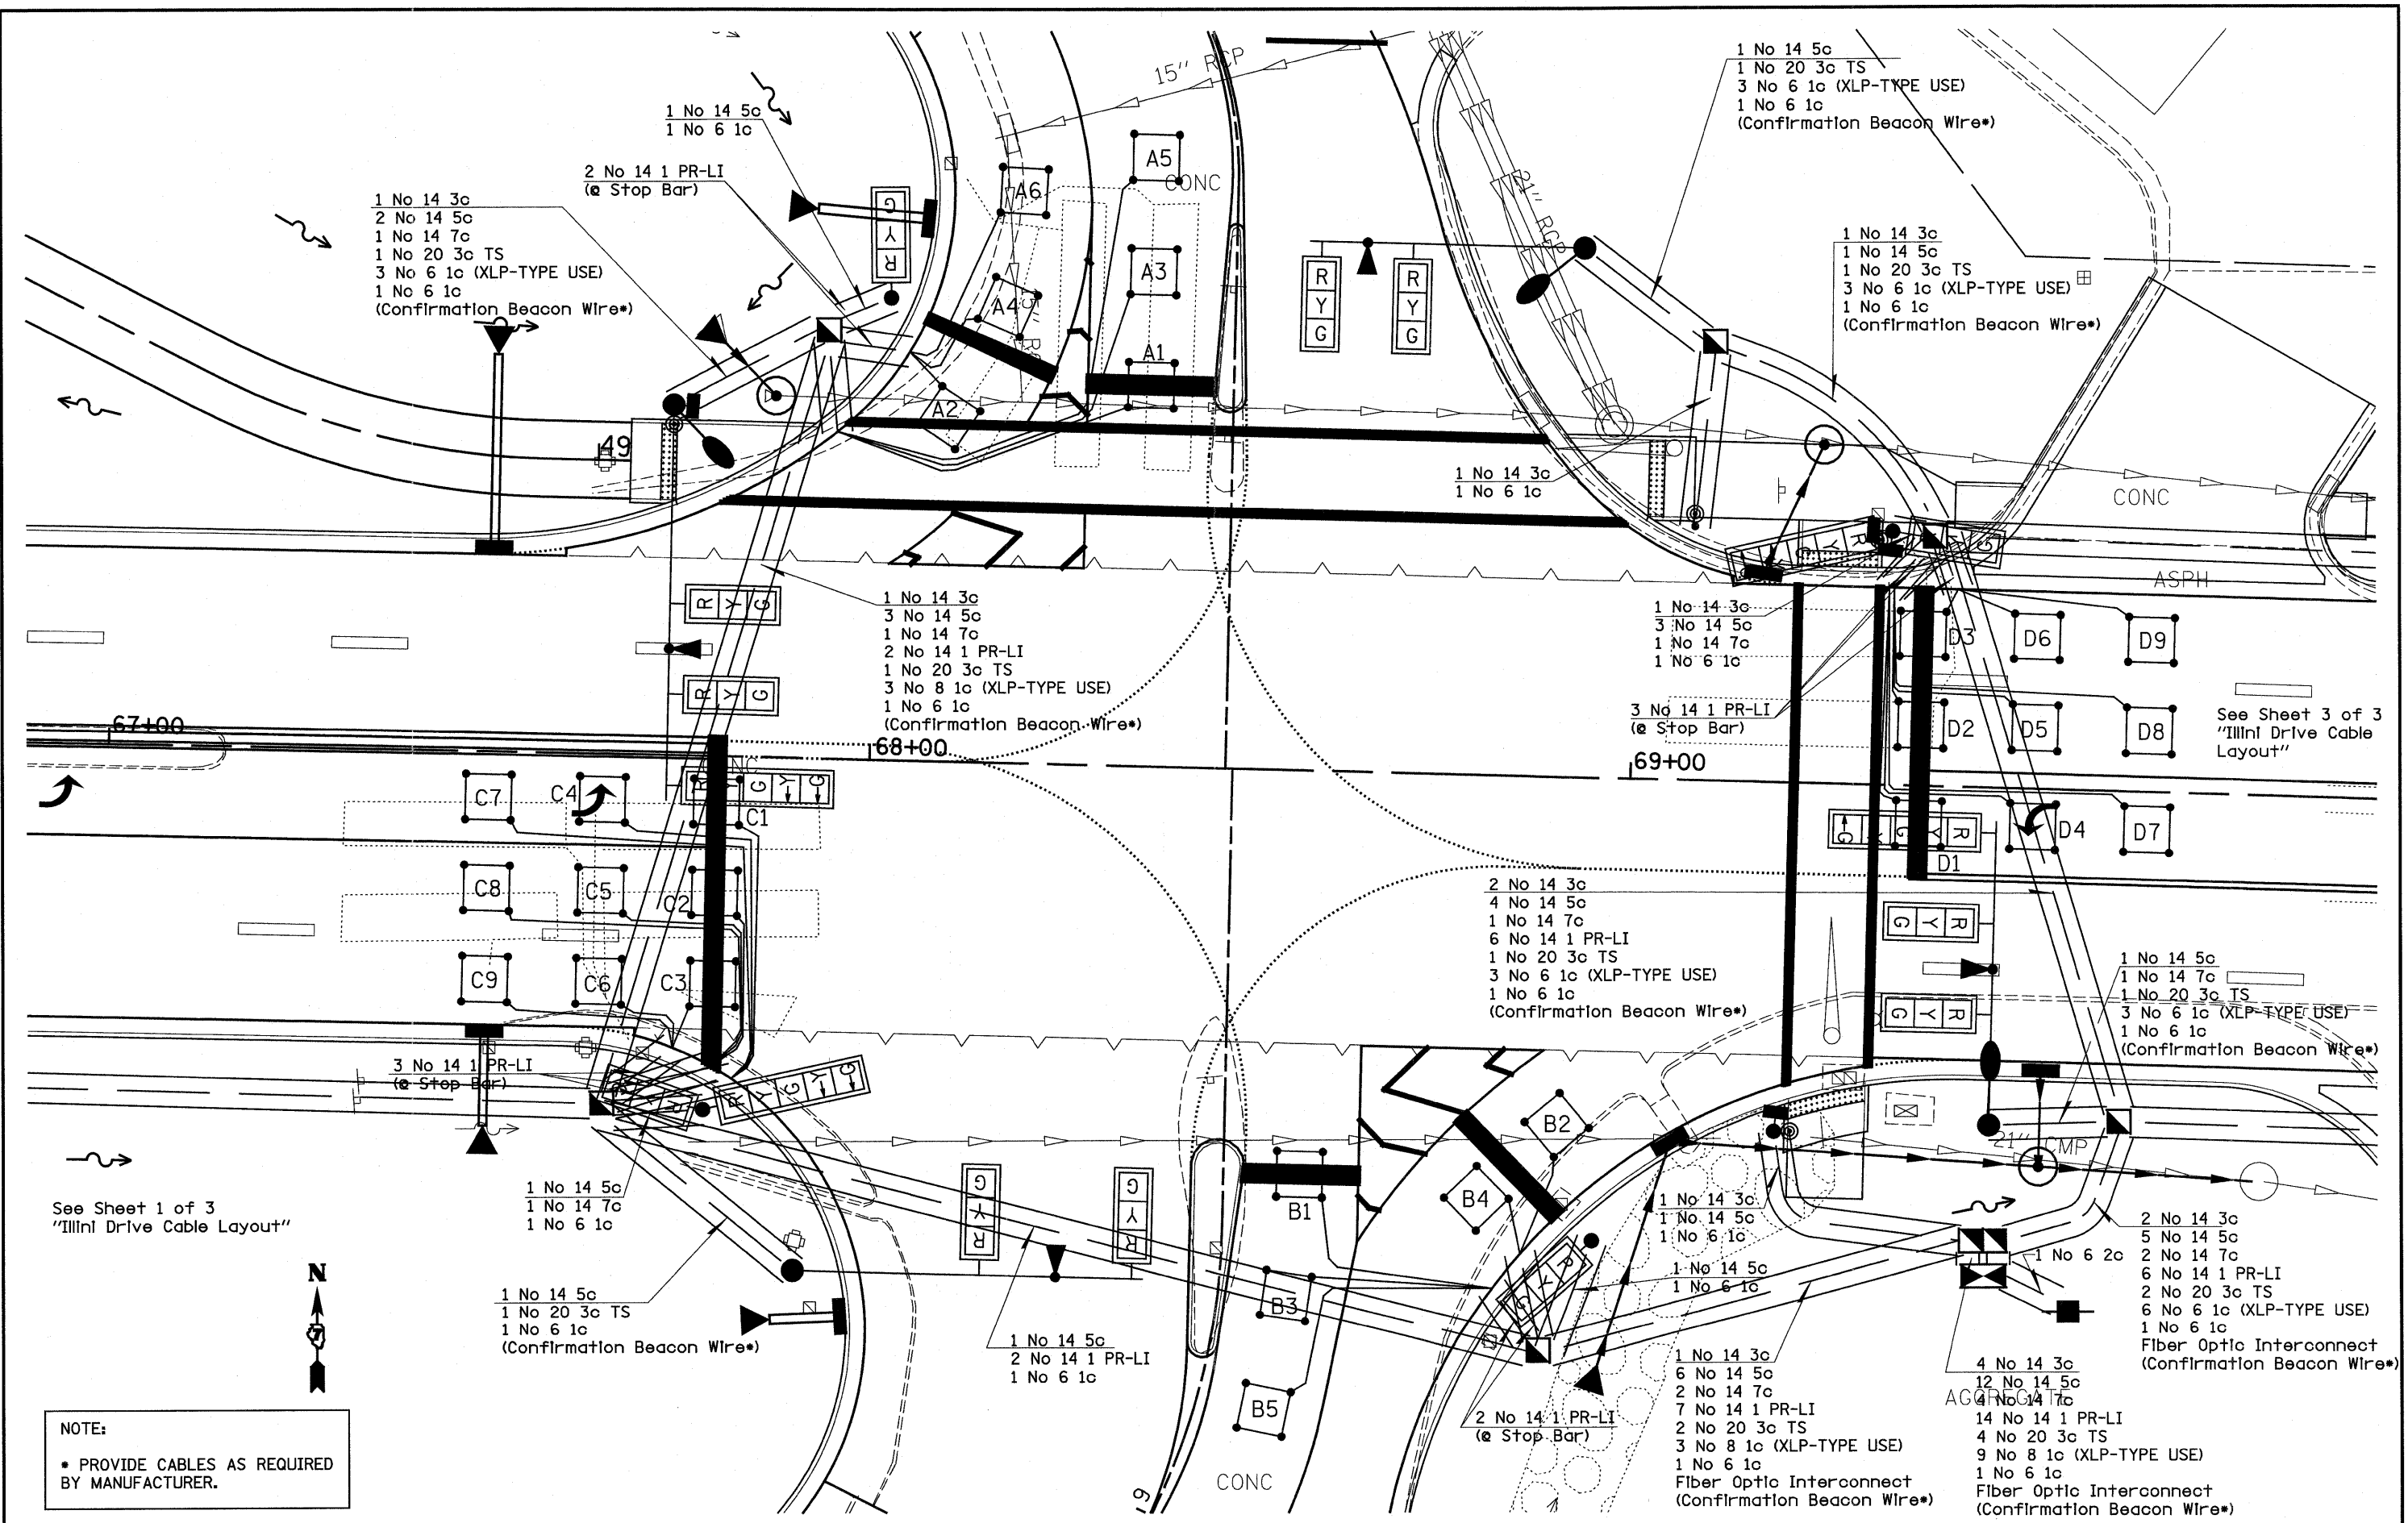 15" RCP
1 No 14 5c
1 No 20 3c TS
3 No 6 1c (XLP-TYPE USE)
1 No 6 1c
(Confirmation Beacon Wire*)
1 No 14 5c
1 No 6 1c
2 No 14 1 PR-LI
(@ Stop Bar)
1 No 14 3c
2 No 14 5c
1 No 14 7c
1 No 20 3c TS
3 No 6 1c (XLP-TYPE USE)
1 No 6 1c
(Confirmation Beacon Wire*)
G Y R
A6
A5
CONC
A3
A4
A1
A2
R Y G
R Y G
21" RCP
1 No 14 3c
1 No 14 5c
1 No 20 3c TS
3 No 6 1c (XLP-TYPE USE)
1 No 6 1c
(Confirmation Beacon Wire*)
49
1 No 14 3c
1 No 6 1c
CONC
ASPH
R Y G
R Y G
1 No 14 3c
3 No 14 5c
1 No 14 7c
2 No 14 1 PR-LI
1 No 20 3c TS
3 No 8 1c (XLP-TYPE USE)
1 No 6 1c
(Confirmation Beacon Wire*)
1 No 14 3c
3 No 14 5c
1 No 14 7c
1 No 6 1c
3 No 14 1 PR-LI
(@ Stop Bar)
D3
D6
D9
D2
D5
D8
See Sheet 3 of 3
"Illini Drive Cable
Layout"
67+00
68+00
69+00
C7
C4
C1
D4
D7
D1
C8
C5
C2
C9
C6
C3
2 No 14 3c
4 No 14 5c
1 No 14 7c
6 No 14 1 PR-LI
1 No 20 3c TS
3 No 6 1c (XLP-TYPE USE)
1 No 6 1c
(Confirmation Beacon Wire*)
G Y R
G Y R
1 No 14 5c
1 No 14 7c
1 No 20 3c TS
3 No 6 1c (XLP-TYPE USE)
1 No 6 1c
(Confirmation Beacon Wire*)
3 No 14 1 PR-LI
(@ Stop Bar)
R Y G Y G
B2
B4
B1
B3
B5
21" CMP
See Sheet 1 of 3
"Illini Drive Cable Layout"
1 No 14 5c
1 No 14 7c
1 No 6 1c
G Y R
G Y R
1 No 14 3c
1 No 14 5c
1 No 6 1c
1 No 14 5c
1 No 6 1c
1 No 6 2c
2 No 14 3c
5 No 14 5c
2 No 14 7c
6 No 14 1 PR-LI
2 No 20 3c TS
6 No 6 1c (XLP-TYPE USE)
1 No 6 1c
Fiber Optic Interconnect
(Confirmation Beacon Wire*)
N
1 No 14 5c
1 No 20 3c TS
1 No 6 1c
(Confirmation Beacon Wire*)
1 No 14 5c
2 No 14 1 PR-LI
1 No 6 1c
2 No 14 1 PR-LI
(@ Stop Bar)
1 No 14 3c
6 No 14 5c
2 No 14 7c
7 No 14 1 PR-LI
2 No 20 3c TS
3 No 8 1c (XLP-TYPE USE)
1 No 6 1c
Fiber Optic Interconnect
(Confirmation Beacon Wire*)
AGGREGATE
4 No 14 3c
12 No 14 5c
4 No 14 7c
14 No 14 1 PR-LI
4 No 20 3c TS
9 No 8 1c (XLP-TYPE USE)
1 No 6 1c
Fiber Optic Interconnect
(Confirmation Beacon Wire*)
CONC
NOTE:
* PROVIDE CABLES AS REQUIRED
BY MANUFACTURER.